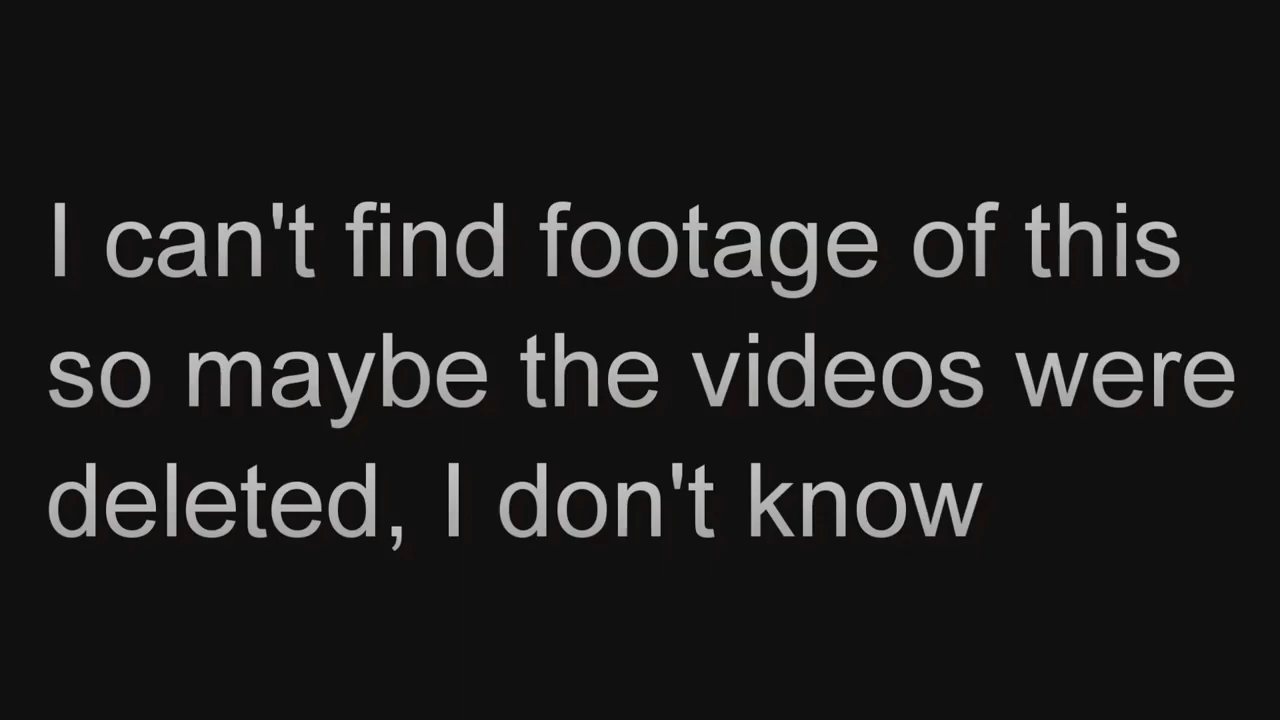 I can't find footage of this
so maybe the videos were
deleted, I don't know